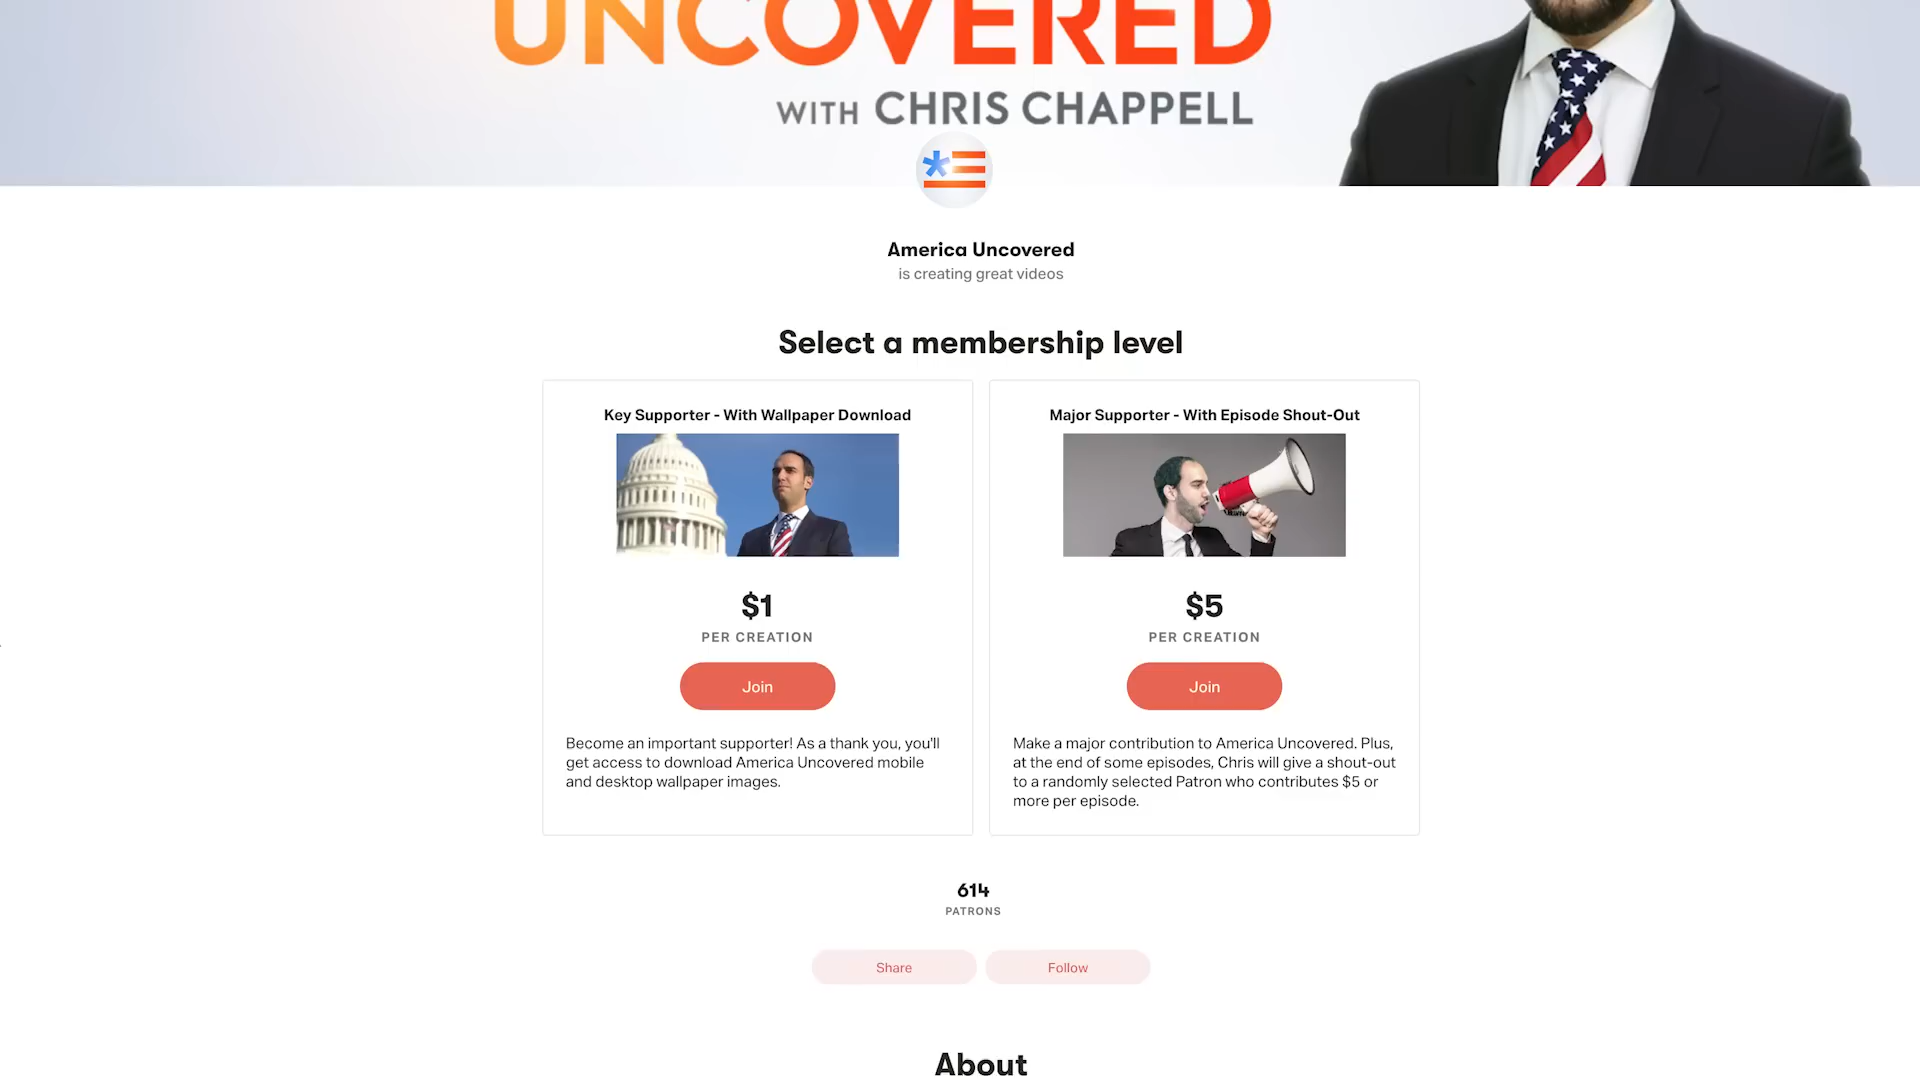 UNCOVERED
WITH CHRIS CHAPPELL
America Uncovered
is creating great videos
Select a membership level
Key Supporter - With Wallpaper Download
$1
PER CREATION
Join
Become an important supporter! As a thank you, you'll
get access to download America Uncovered mobile
and desktop wallpaper images.
Major Supporter - With Episode Shout-Out
$5
PER CREATION
Join
Make a major contribution to America Uncovered. Plus,
at the end of some episodes, Chris will give a shout-out
to a randomly selected Patron who contributes $5 or
more per episode.
614
PATRONS
Share
Follow
About